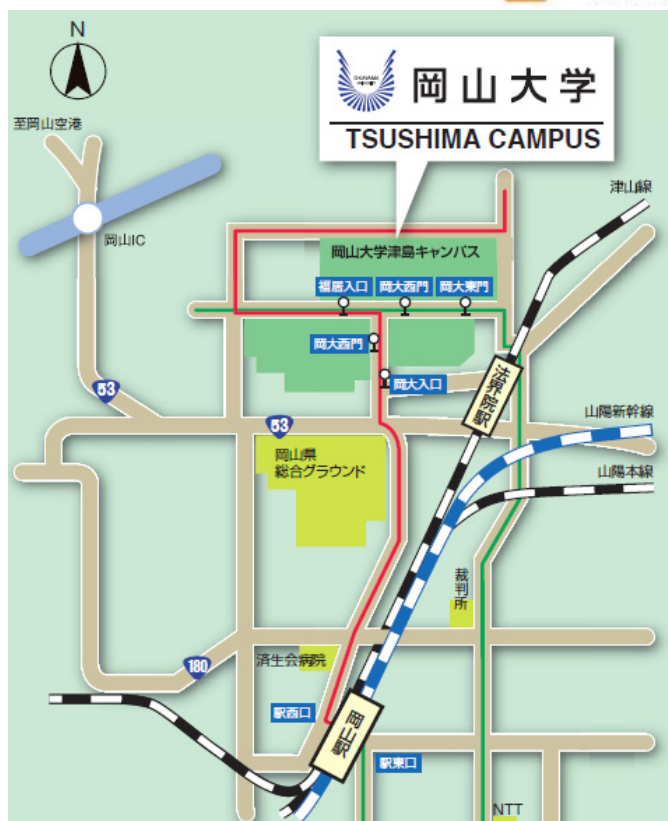 N
OKAYAMA
岡山大学
TSUSHIMA CAMPUS
至岡山空港
津山線
岡山IC
岡山大学津島キャンパス
福居入口
岡大西門
岡大東門
岡大西門
岡大入口
法界院駅
53
53
山陽新幹線
岡山県
総合グラウンド
山陽本線
裁判所
済生会病院
180
駅西口
岡山駅
駅東口
NTT